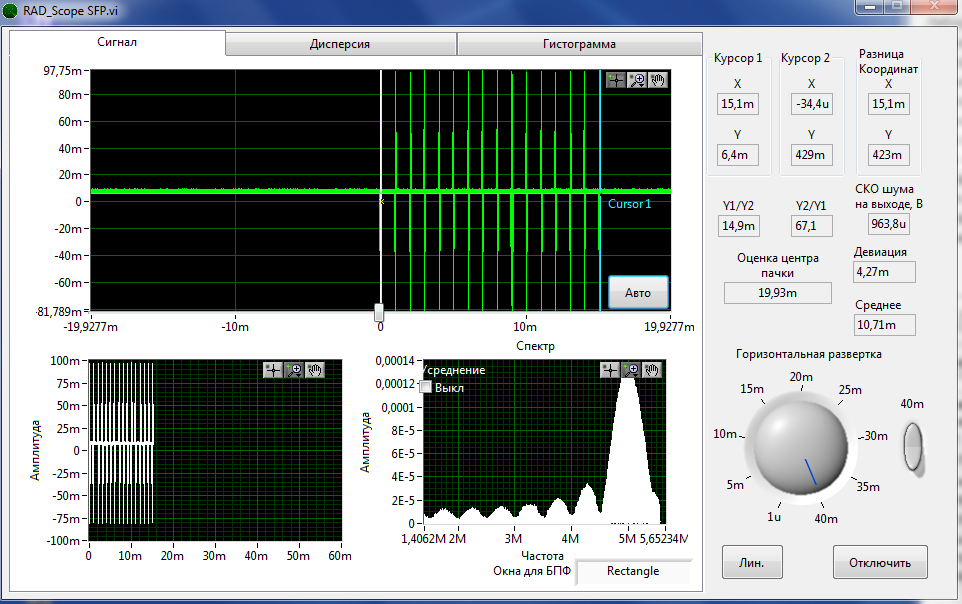 RAD_Scope SFP.vi
Сигнал
Дисперсия
Гистограмма
97,75m
80m
60m
40m
20m
0
-20m
-40m
-60m
-81,789m
-19,9277m
-10m
0
10m
19,9277m
Cursor 1
Авто
Курсор 1
X
15,1m
Y
6,4m
Курсор 2
X
-34,4u
Y
429m
Разница
Координат
X
15,1m
Y
423m
Y1/Y2
14,9m
Y2/Y1
67,1
СКО шума
на выходе, В
963,8u
Оценка центра
пачки
19,93m
Девиация
4,27m
Среднее
10,71m
100m
75m
50m
25m
0
-25m
-50m
-75m
-100m
Амплитуда
0
10m
20m
30m
40m
50m
60m
Спектр
Усреднение
Выкл
0,00014
0,00012
0,0001
8E-5
6E-5
4E-5
2E-5
0
Амплитуда
1,4062M
2M
3M
4M
5M
5,65234M
Частота
Окна для БПФ
Rectangle
Горизонтальная развертка
1u
5m
10m
15m
20m
25m
30m
35m
40m
40m
Лин.
Отключить